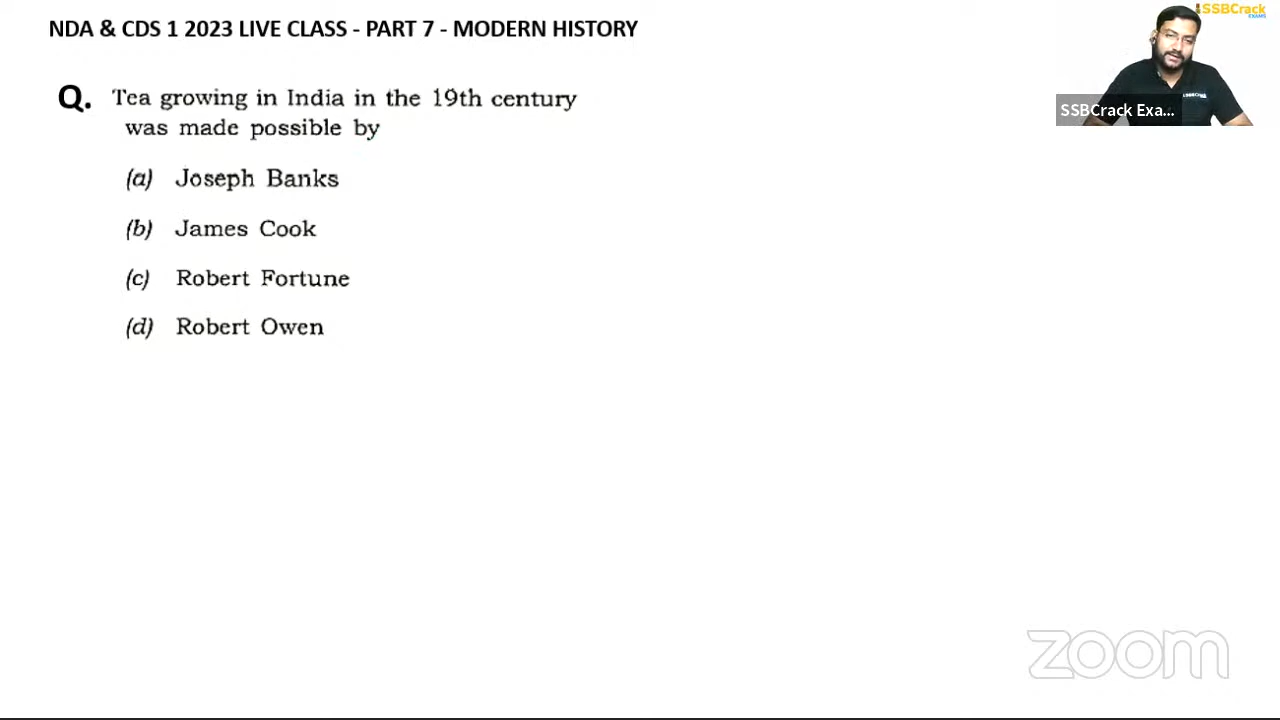 NDA & CDS 1 2023 LIVE CLASS - PART 7 - MODERN HISTORY
SSBCrack
EXAMS
SSBCrack Exa...
Q. Tea growing in India in the 19th century
was made possible by
(a) Joseph Banks
(b) James Cook
(c) Robert Fortune
(d) Robert Owen
zoom